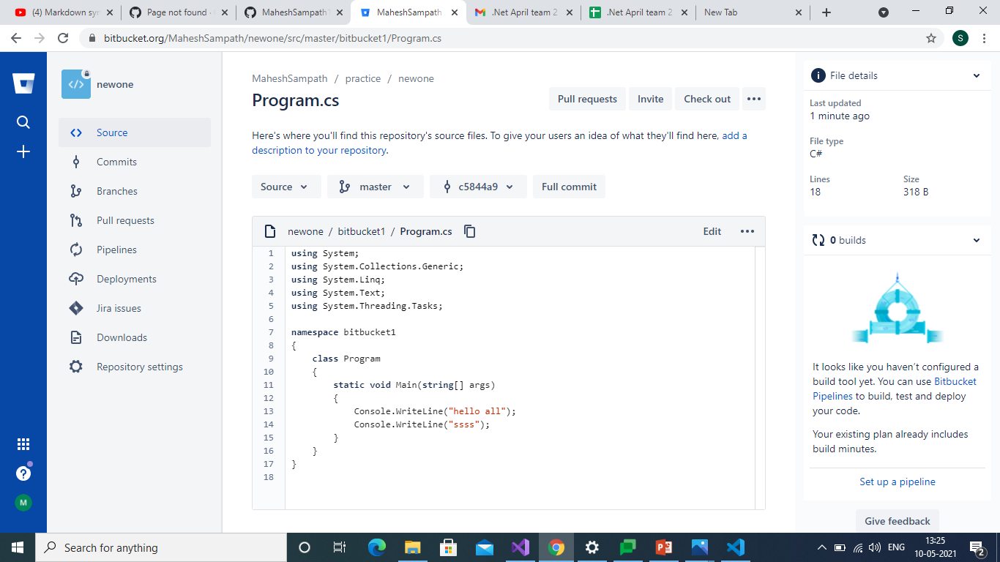 (4) Markdown syn
Page not found ·
MaheshSampath
MaheshSampath
.Net April team 2
.Net April team 2
New Tab
bitbucket.org/MaheshSampath/newone/src/master/bitbucket1/Program.cs
S
newone
Source
Commits
Branches
Pull requests
Pipelines
Deployments
Jira issues
Downloads
Repository settings
M
MaheshSampath / practice / newone
Program.cs
Pull requests
Invite
Check out
Here's where you'll find this repository's source files. To give your users an idea of what they'll find here, add a
description to your repository.
Source
master
c5844a9
Full commit
newone / bitbucket1 / Program.cs
Edit
1 using System;
2 using System.Collections.Generic;
3 using System.Linq;
4 using System.Text;
5 using System.Threading.Tasks;
6
7 namespace bitbucket1
8 {
9 class Program
10 {
11 static void Main(string[] args)
12 {
13 Console.WriteLine("hello all");
14 Console.WriteLine("ssss");
15 }
16 }
17 }
18
File details
Last updated
1 minute ago
File type
C#
Lines Size
18 318 B
0 builds
It looks like you haven't configured a
build tool yet. You can use Bitbucket
Pipelines to build, test and deploy
your code.
Your existing plan already includes
build minutes.
Set up a pipeline
Give feedback
Search for anything
ENG
13:25
10-05-2021
2